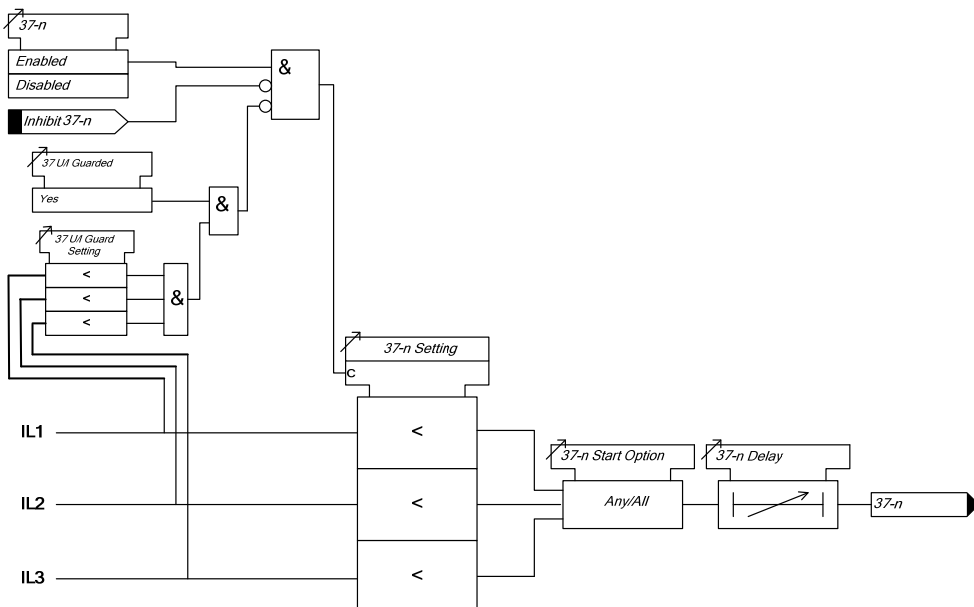 37-n
Enabled
Disabled
Inhibit 37-n
&
37 U/I Guarded
Yes
&
37 U/I Guard
Setting
<
<
<
&
37-n Setting
C
IL1
<
IL2
<
IL3
<
37-n Start Option
Any/All
37-n Delay
37-n